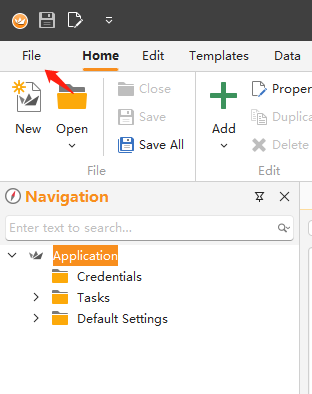 File Home Edit Templates Data
New Open Close Save Save All Add Duplica Delete
File Edit
Navigation
Enter text to search...
Application
Credentials
Tasks
Default Settings